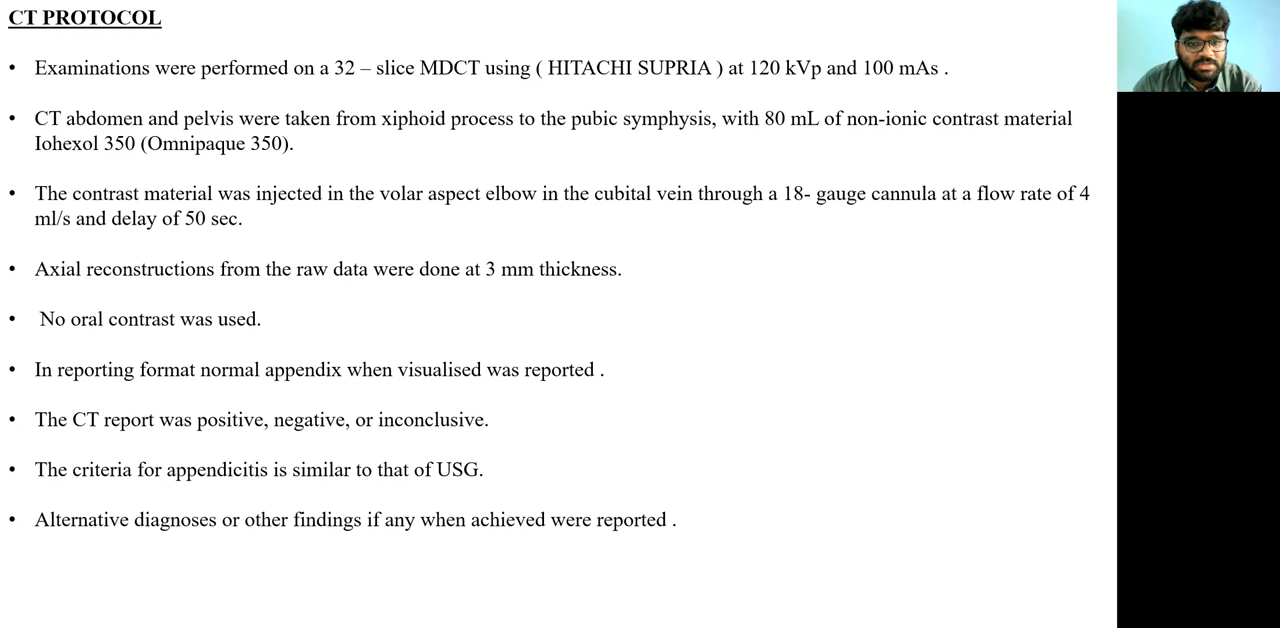 CT PROTOCOL
• Examinations were performed on a 32 – slice MDCT using ( HITACHI SUPRIA ) at 120 kVp and 100 mAs .
• CT abdomen and pelvis were taken from xiphoid process to the pubic symphysis, with 80 mL of non-ionic contrast material
Iohexol 350 (Omnipaque 350).
• The contrast material was injected in the volar aspect elbow in the cubital vein through a 18- gauge cannula at a flow rate of 4
ml/s and delay of 50 sec.
• Axial reconstructions from the raw data were done at 3 mm thickness.
• No oral contrast was used.
• In reporting format normal appendix when visualised was reported .
• The CT report was positive, negative, or inconclusive.
• The criteria for appendicitis is similar to that of USG.
• Alternative diagnoses or other findings if any when achieved were reported .